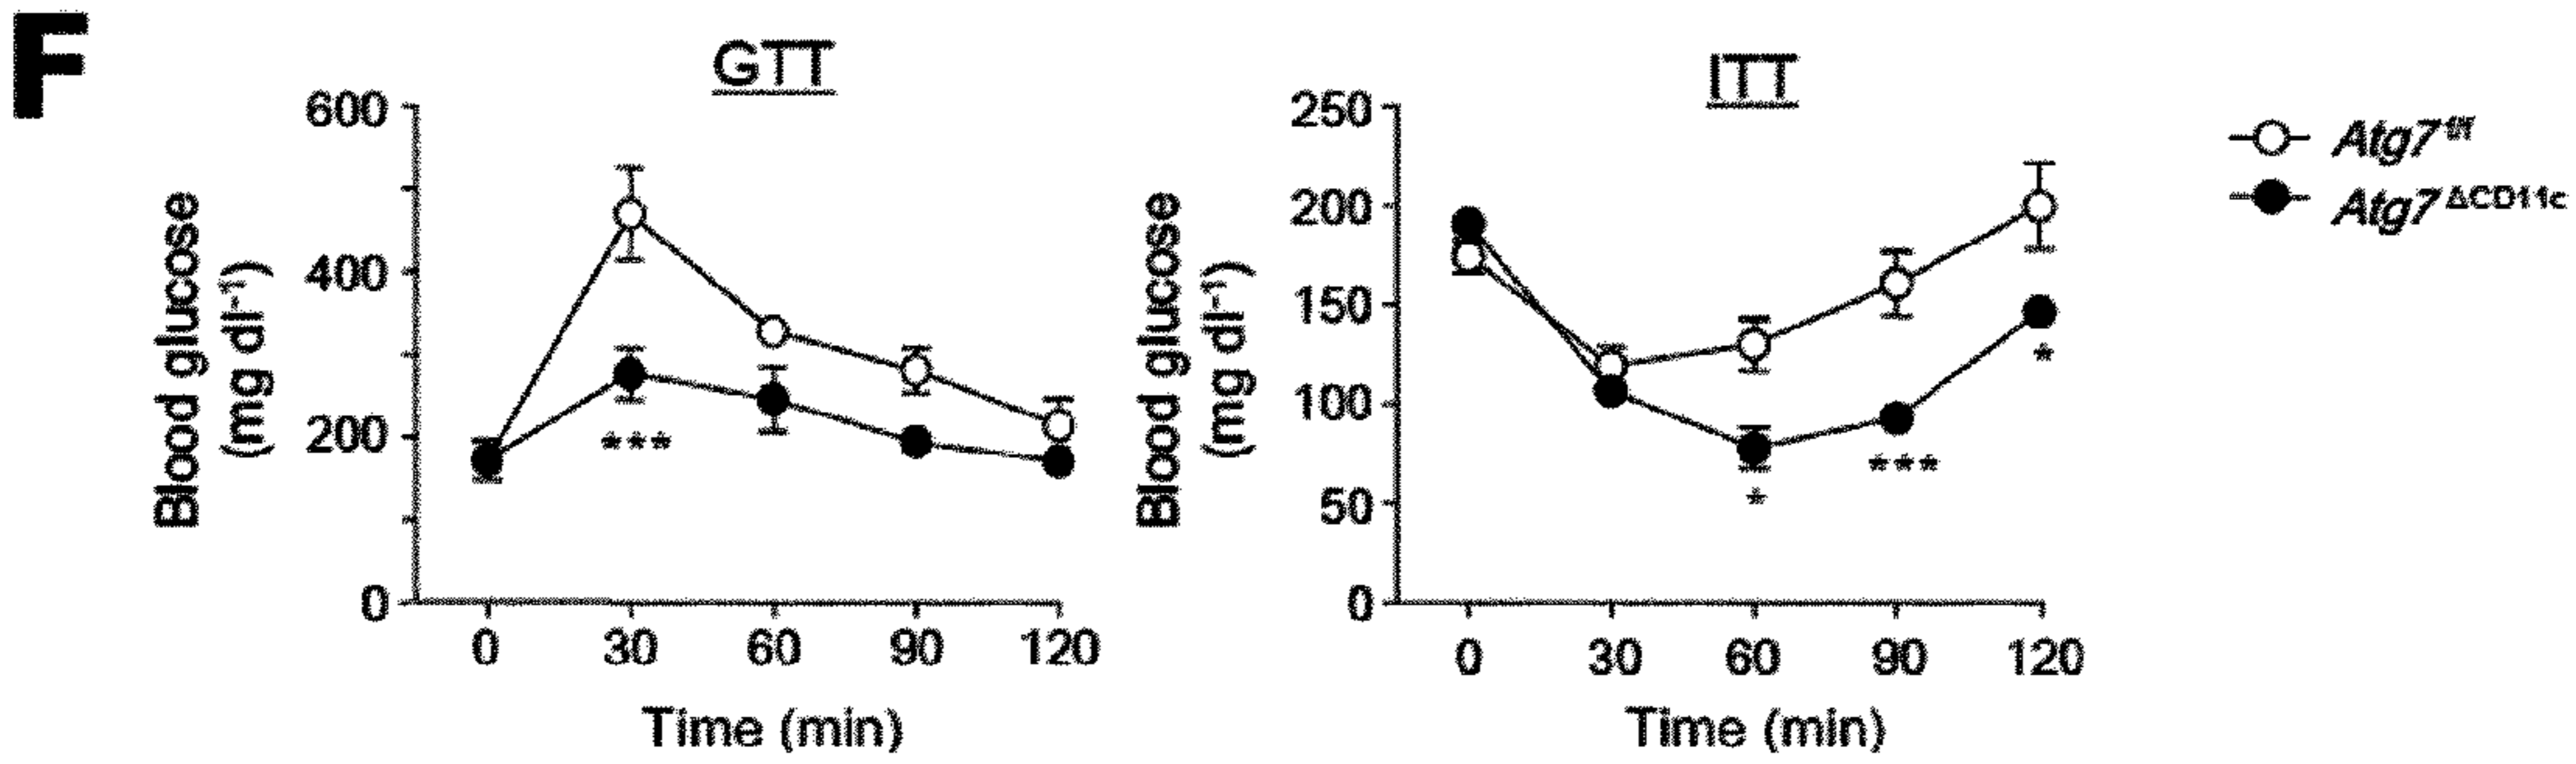 F
GTT
600
400
200
0
Blood glucose
(mg dl⁻¹)
***
0 30 60 90 120
Time (min)
ITT
250
200
150
100
50
0
Blood glucose
(mg dl⁻¹)
*
***
*
0 30 60 90 120
Time (min)
Atg7f/f
Atg7ΔCD11c